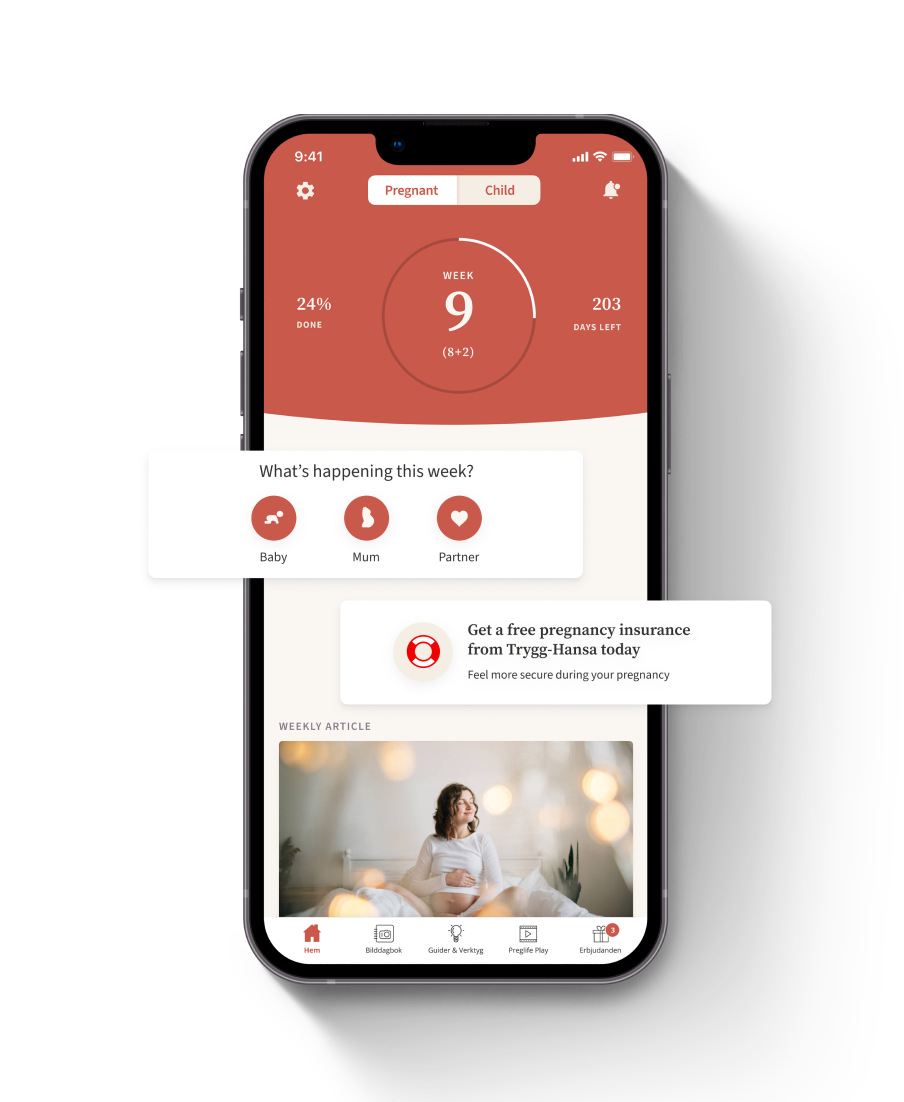 9:41
Pregnant
Child
WEEK
9
(8+2)
24%
DONE
203
DAYS LEFT
What’s happening this week?
Baby
Mum
Partner
Get a free pregnancy insurance
from Trygg-Hansa today
Feel more secure during your pregnancy
WEEKLY ARTICLE
Hem
Bilddagbok
Guider & Verktyg
Preglife Play
3
Erbjudanden